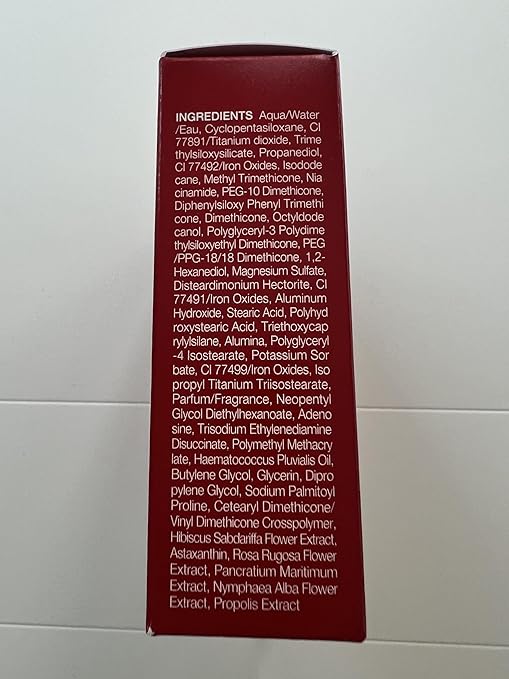 INGREDIENTS Aqua/Water
/Eau, Cyclopentasiloxane, CI
77891/Titanium dioxide, Trime
thylsiloxysilicate, Propanediol,
CI 77492/Iron Oxides, Isodode
cane, Methyl Trimethicone, Nia
cinamide, PEG-10 Dimethicone,
Diphenylsiloxy Phenyl Trimethi
cone, Dimethicone, Octyldode
canol, Polyglyceryl-3 Polydime
thylsiloxyethyl Dimethicone, PEG
/PPG-18/18 Dimethicone, 1,2-
Hexanediol, Magnesium Sulfate,
Disteardimonium Hectorite, CI
77491/Iron Oxides, Aluminum
Hydroxide, Stearic Acid, Polyhyd
roxystearic Acid, Triethoxycap
rylylsilane, Alumina, Polyglyceryl
-4 Isostearate, Potassium Sor
bate, CI 77499/Iron Oxides, Iso
propyl Titanium Triisostearate,
Parfum/Fragrance, Neopentyl
Glycol Diethylhexanoate, Adeno
sine, Trisodium Ethylenediamine
Disuccinate, Polymethyl Methacry
late, Haematococcus Pluvialis Oil,
Butylene Glycol, Glycerin, Dipro
pylene Glycol, Sodium Palmitoyl
Proline, Cetearyl Dimethicone/
Vinyl Dimethicone Crosspolymer,
Hibiscus Sabdariffa Flower Extract,
Astaxanthin, Rosa Rugosa Flower
Extract, Pancratium Maritimum
Extract, Nymphaea Alba Flower
Extract, Propolis Extract